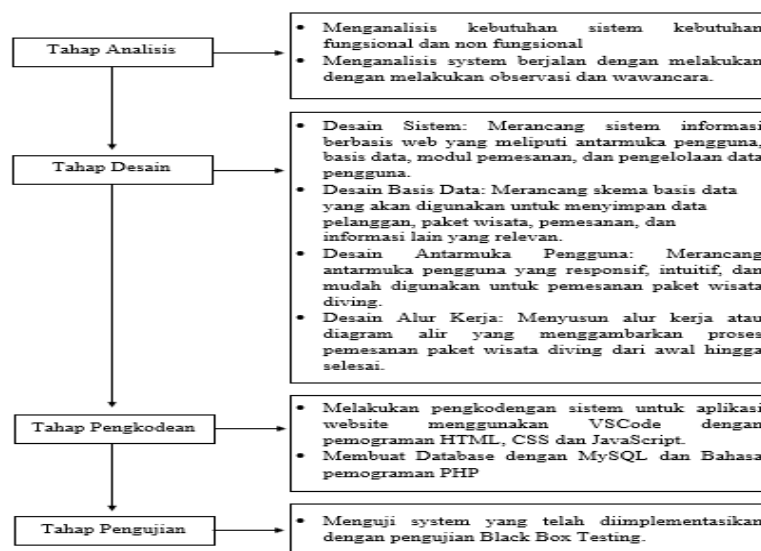 Tahap Analisis
• Menganalisis kebutuhan sistem kebutuhan
fungsional dan non fungsional
• Menganalisis system berjalan dengan melakukan
dengan melakukan observasi dan wawancara.
Tahap Desain
• Desain Sistem: Merancang sistem informasi
berbasis web yang meliputi antarmuka pengguna,
basis data, modul pemesanan, dan pengelolaan data
pengguna.
• Desain Basis Data: Merancang skema basis data
yang akan digunakan untuk menyimpan data
pelanggan, paket wisata, pemesanan, dan
informasi lain yang relevan.
• Desain Antarmuka Pengguna: Merancang
antarmuka pengguna yang responsif, intuitif, dan
mudah digunakan untuk pemesanan paket wisata
diving.
• Desain Alur Kerja: Menyusun alur kerja atau
diagram alir yang menggambarkan proses
pemesanan paket wisata diving dari awal hingga
selesai.
Tahap Pengkodean
• Melakukan pengkodengan sistem untuk aplikasi
website menggunakan VSCode dengan
pemograman HTML, CSS dan JavaScript.
• Membuat Database dengan MySQL dan Bahasa
pemograman PHP
Tahap Pengujian
• Menguji system yang telah diimplementasikan
dengan pengujian Black Box Testing.